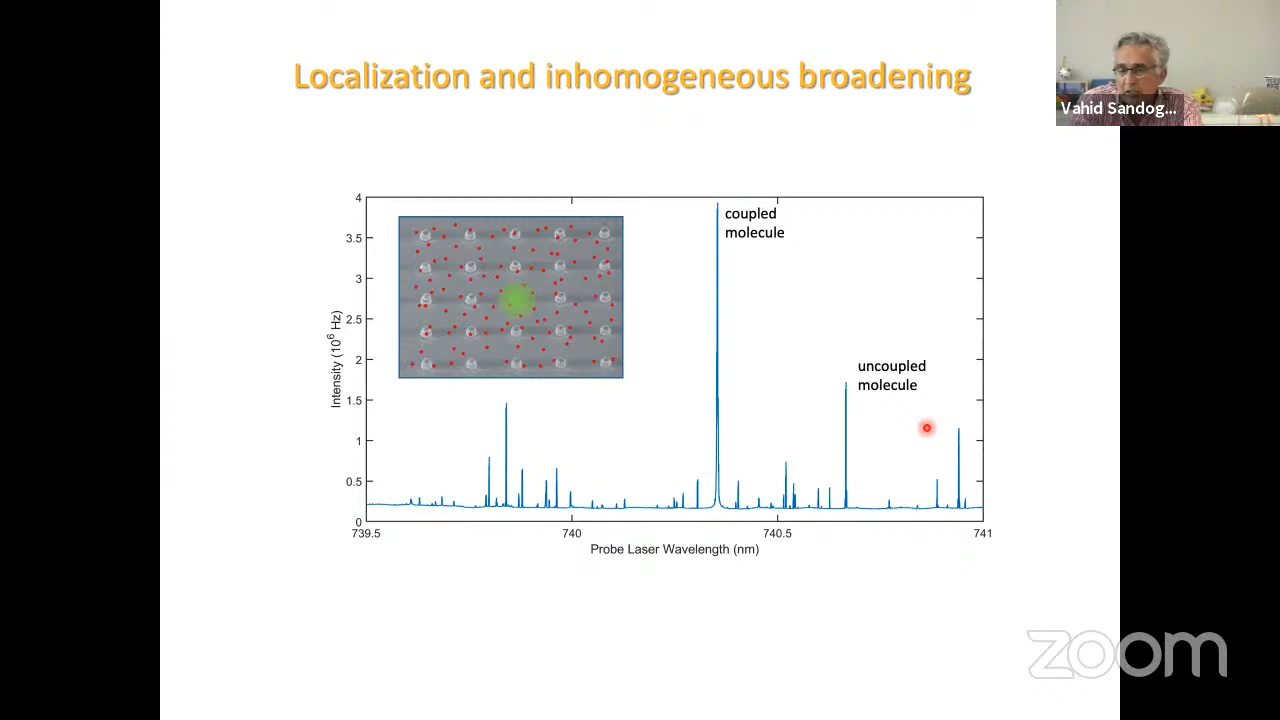 Localization and inhomogeneous broadening
Vahid Sandog...
4
3.5
3
2.5
2
1.5
1
0.5
0
Intensity (10⁶ Hz)
coupled
molecule
uncoupled
molecule
739.5
740
740.5
741
Probe Laser Wavelength (nm)
zoom